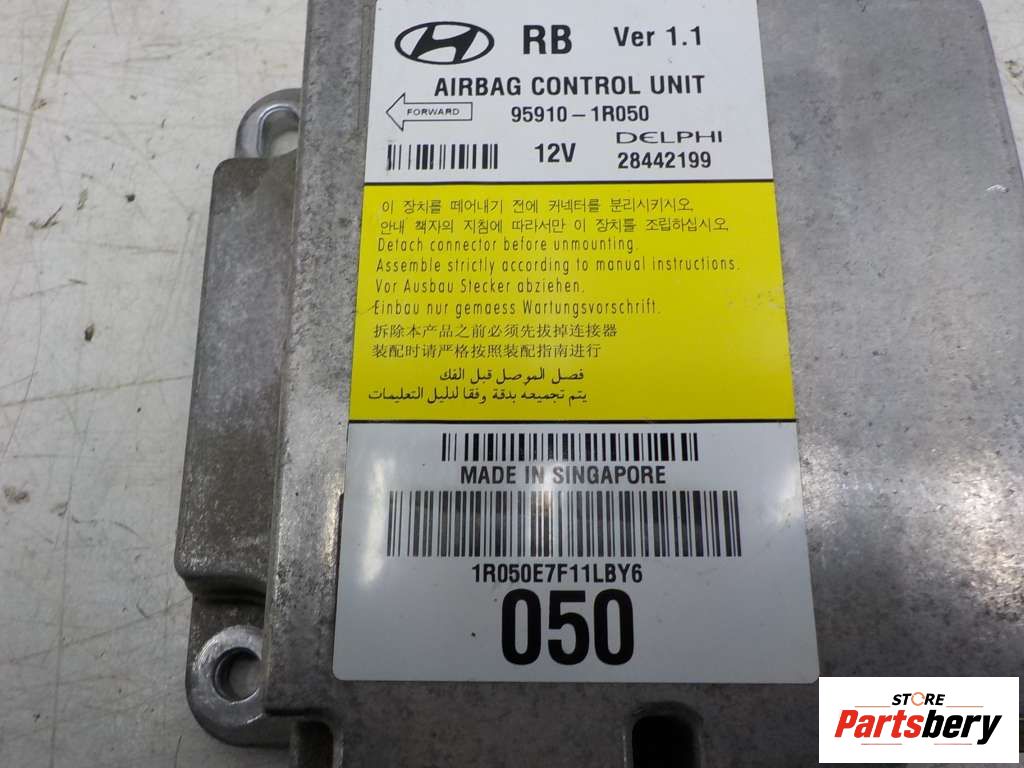 RB Ver 1.1
AIRBAG CONTROL UNIT
FORWARD
95910-1R050
DELPHI
12V 28442199
이 장치를 떼어내기 전에 커넥터를 분리시키시오.
안내 책자의 지침에 따라서만 이 장치를 조립하십시오.
Detach connector before unmounting.
Assemble strictly according to manual instructions.
Vor Ausbau Stecker abziehen.
Einbau nur gemaess Wartungsvorschrift.
拆除本产品之前必须先拔掉连接器
装配时请严格按照装配指南进行
فصل الموصل قبل الفك
يتم تجميعه بدقة وفقا لدليل التعليمات
MADE IN SINGAPORE
1R050E7F11LBY6
050
STORE
Partsbery